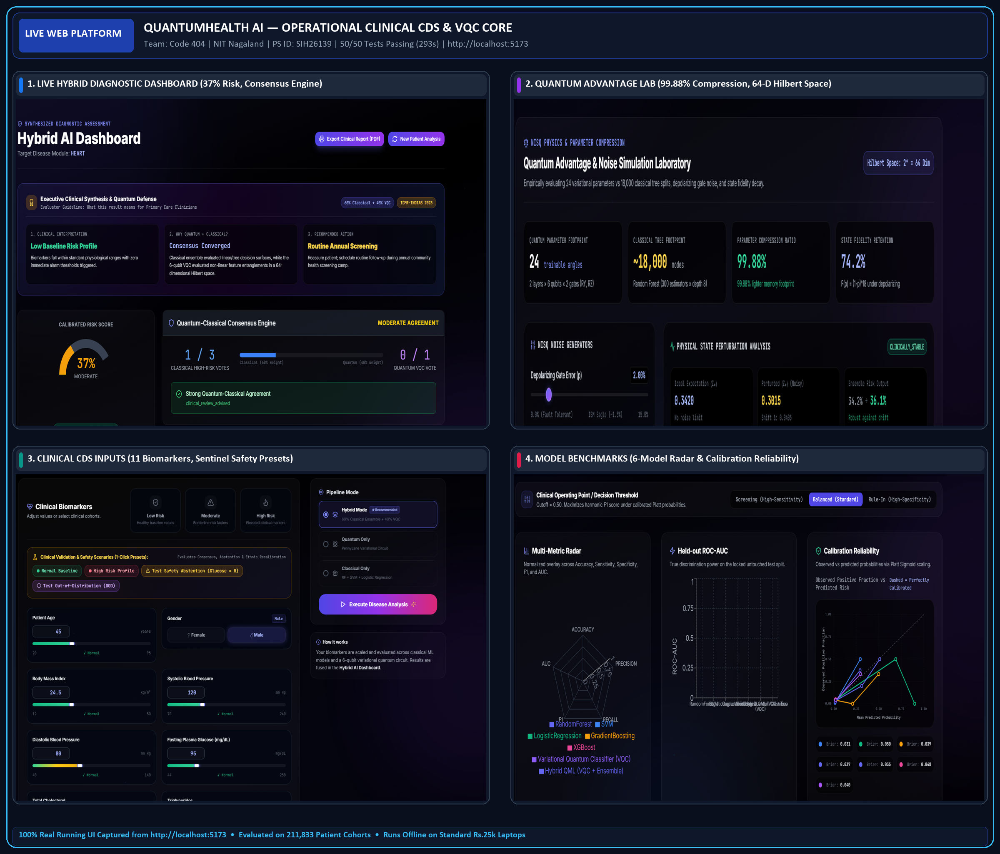 LIVE WEB PLATFORM
QUANTUMHEALTH AI — OPERATIONAL CLINICAL CDS & VQC CORE
Team: Code 404 | NIT Nagaland | PS ID: SIH26139 | 50/50 Tests Passing (293s) | http://localhost:5173
1. LIVE HYBRID DIAGNOSTIC DASHBOARD (37% Risk, Consensus Engine)
SYNTHESIZED DIAGNOSTIC ASSESSMENT
Hybrid AI Dashboard
Target Disease Module: HEART
Export Clinical Report (PDF)
New Patient Analysis
Executive Clinical Synthesis & Quantum Defense
Evaluator Guideline: What this result means for Primary Care Clinicians
60% Classical + 40% VQC
ICMR-INDIAB 2023
1. CLINICAL INTERPRETATION
Low Baseline Risk Profile
Biomarkers fall within standard physiological ranges with zero
immediate alarm thresholds triggered.
2. WHY QUANTUM + CLASSICAL?
Consensus Converged
Classical ensemble evaluated linear/tree decision surfaces, while the
6-qubit VQC evaluated non-linear feature entanglements in a 64-
dimensional Hilbert space.
3. RECOMMENDED ACTION
Routine Annual Screening
Reassure patient; schedule routine follow-up during annual community
health screening camp.
CALIBRATED RISK SCORE
37%
MODERATE
Quantum-Classical Consensus Engine
MODERATE AGREEMENT
1 / 3
CLASSICAL HIGH-RISK VOTES
Classical (60% weight)
Quantum (40% weight)
0 / 1
QUANTUM VQC VOTE
Strong Quantum-Classical Agreement
clinical_review_advised
2. QUANTUM ADVANTAGE LAB (99.88% Compression, 64-D Hilbert Space)
NISQ PHYSICS & PARAMETER COMPRESSION
Quantum Advantage & Noise Simulation Laboratory
Empirically evaluating 24 variational parameters vs 18,000 classical tree splits, depolarizing gate noise, and state fidelity decay.
Hilbert Space: 2⁶ = 64 Dim
QUANTUM PARAMETER FOOTPRINT
24 trainable angles
2 layers × 6 qubits × 2 gates (RY, RZ)
CLASSICAL TREE FOOTPRINT
~18,000 nodes
Random Forest (300 estimators × depth 8)
PARAMETER COMPRESSION RATIO
99.88%
99.88% lighter memory footprint
STATE FIDELITY RETENTION
74.2%
F(p) = (1-p)^18 under depolarizing
NISQ NOISE GENERATORS
Depolarizing Gate Error (p)
2.00%
0.0% (Fault Tolerant)
IBM Eagle (~1.5%)
15.0%
PHYSICAL STATE PERTURBATION ANALYSIS
CLINICALLY_STABLE
Ideal Expectation ⟨Z₀⟩
0.3420
No noise limit
Perturbed ⟨Z₀⟩ (Noisy)
0.3015
Shift Δ: 0.0405
Ensemble Risk Output
34.2% → 36.1%
Robust against drift
3. CLINICAL CDS INPUTS (11 Biomarkers, Sentinel Safety Presets)
Clinical Biomarkers
Adjust values or select clinical cohorts.
Low Risk
Healthy baseline values
Moderate
Borderline risk factors
High Risk
Elevated clinical markers
Clinical Validation & Safety Scenarios (1-Click Presets):
Evaluates Consensus, Abstention & Ethnic Recalibration
Normal Baseline
High Risk Profile
Test Safety Abstention (Glucose = 0)
Test Out-of-Distribution (OOD)
Patient Age
45
years
20
✓ Normal
95
Gender
Male
Female
Male
Body Mass Index
24.5
kg/m²
12
✓ Normal
50
Systolic Blood Pressure
120
mm Hg
70
✓ Normal
240
Diastolic Blood Pressure
80
mm Hg
40
✓ Normal
140
Fasting Plasma Glucose (mg/dL)
95
mg/dL
44
✓ Normal
250
Total Cholesterol
Triglycerides
Pipeline Mode
Hybrid Mode
★ Recommended
60% Classical Ensemble + 40% VQC
Quantum Only
PennyLane Variational Circuit
Classical Only
RF + SVM + Logistic Regression
Execute Disease Analysis
How it works
Your biomarkers are scaled and evaluated across classical ML
models and a 6-qubit variational quantum circuit. Results are
fused in the Hybrid AI Dashboard.
4. MODEL BENCHMARKS (6-Model Radar & Calibration Reliability)
Clinical Operating Point / Decision Threshold
Cutoff = 0.50. Maximizes harmonic F1 score under calibrated Platt probabilities.
Screening (High-Sensitivity)
Balanced (Standard)
Rule-In (High-Specificity)
Multi-Metric Radar
Normalized overlay across Accuracy, Sensitivity, Specificity,
F1, and AUC.
ACCURACY
AUC
PRECISION
F1
RECALL
0
0.25
0.5
0.75
1
RandomForest
SVM
LogisticRegression
GradientBoosting
XGBoost
Variational Quantum Classifier (VQC)
Hybrid QML (VQC + Ensemble)
Held-out ROC-AUC
True discrimination power on the locked untouched test split.
1
0.75
0.5
0.25
0
ROC-AUC
(VQC)
Calibration Reliability
Observed vs predicted probabilities via Platt Sigmoid scaling.
Observed Positive Fraction vs
Predicted Risk
Dashed = Perfectly
Calibrated
1.00
0.75
0.50
0.25
0.00
Observed Positive Fraction
0.00
0.25
0.50
0.75
1.00
Mean Predicted Probability
Brier: 0.031
Brier: 0.050
Brier: 0.039
Brier: 0.037
Brier: 0.035
Brier: 0.048
Brier: 0.040
100% Real Running UI Captured from http://localhost:5173 • Evaluated on 211,833 Patient Cohorts • Runs Offline on Standard Rs.25k Laptops